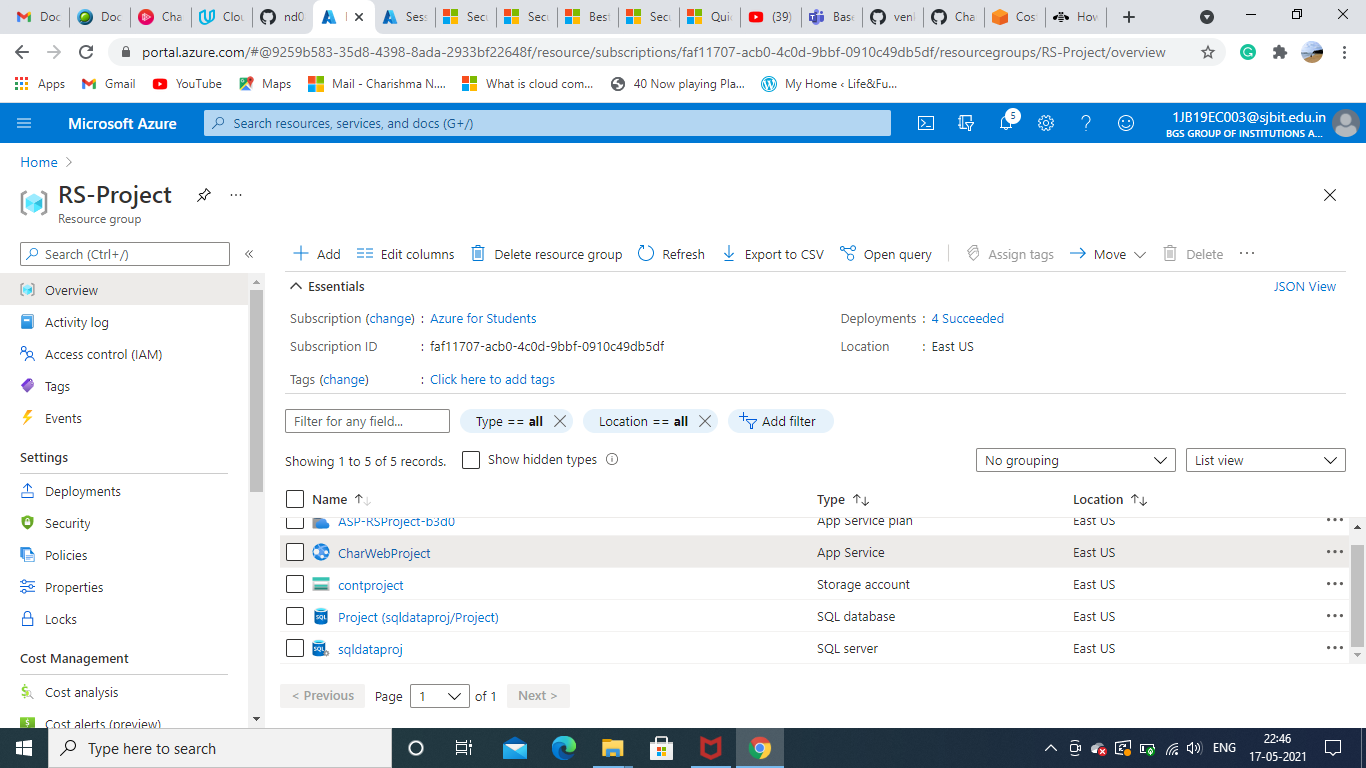 Doc
Doc
Cha
Clou
nd0
Sess
Secu
Secu
Best
Secu
Quic
(39)
Base
venl
Cha
Cos
How
portal.azure.com/#@9259b583-35d8-4398-8ada-2933bf22648f/resource/subscriptions/faf11707-acb0-4c0d-9bbf-0910c49db5df/resourcegroups/RS-Project/overview
Apps Gmail YouTube Maps Mail - Charishma N.... What is cloud com... 40 Now playing Pla... My Home ‹ Life&Fu...
Microsoft Azure
Search resources, services, and docs (G+/)
5
1JB19EC003@sjbit.edu.in
BGS GROUP OF INSTITUTIONS A...
Home
RS-Project
Resource group
Search (Ctrl+/)
Overview
Activity log
Access control (IAM)
Tags
Events
Settings
Deployments
Security
Policies
Properties
Locks
Cost Management
Cost analysis
Cost alerts (preview)
Add Edit columns Delete resource group Refresh Export to CSV Open query Assign tags Move Delete
Essentials
JSON View
Subscription (change) : Azure for Students
Deployments : 4 Succeeded
Subscription ID : faf11707-acb0-4c0d-9bbf-0910c49db5df
Location : East US
Tags (change) : Click here to add tags
Filter for any field... Type == all Location == all Add filter
Showing 1 to 5 of 5 records. Show hidden types
No grouping List view
Name Type Location
ASP-RSProject-b3d0 App Service plan East US
CharWebProject App Service East US
contproject Storage account East US
Project (sqldataproj/Project) SQL database East US
sqldataproj SQL server East US
< Previous Page 1 of 1 Next >
Type here to search
ENG
22:46
17-05-2021